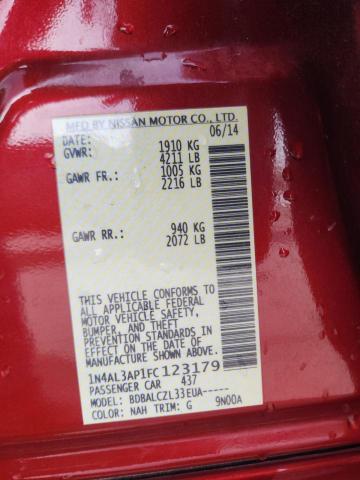 MFD BY NISSAN MOTOR CO., LTD.
DATE: 06/14
GVWR: 1910 KG
4211 LB
GAWR FR.: 1005 KG
2216 LB
GAWR RR.: 940 KG
2072 LB
THIS VEHICLE CONFORMS TO
ALL APPLICABLE FEDERAL
MOTOR VEHICLE SAFETY,
BUMPER, AND THEFT
PREVENTION STANDARDS
IN EFFECT ON THE DATE OF
MANUFACTURE SHOWN ABOVE.
1N4AL3AP1FC123179
PASSENGER CAR 437
MODEL: BDBALCZL33EUA-----
COLOR: NAH TRIM: G 9N00A